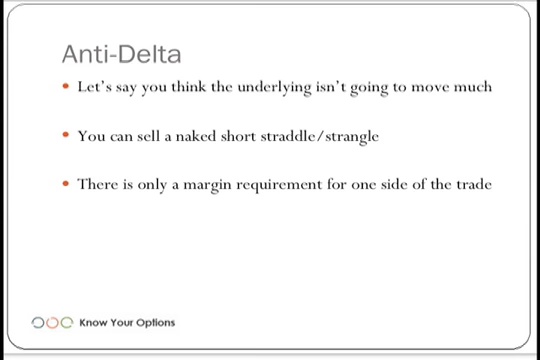 Anti-Delta
Let's say you think the underlying isn't going to move much
You can sell a naked short straddle/strangle
There is only a margin requirement for one side of the trade
Know Your Options